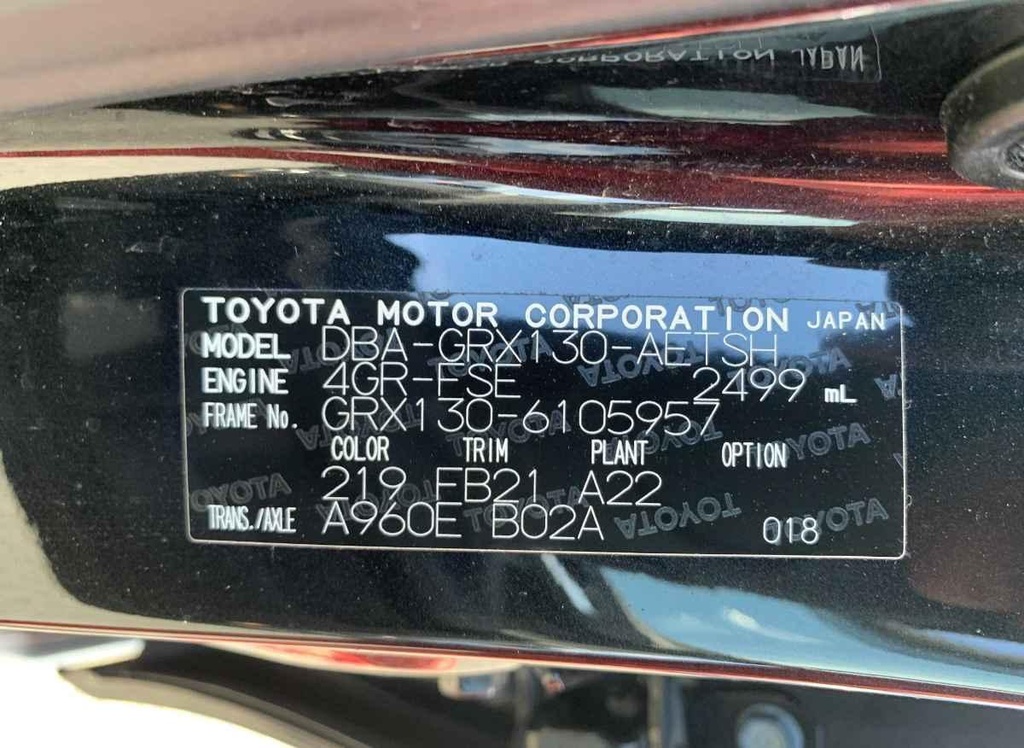 TOYOTA MOTOR CORPORATION JAPAN
MODEL DBA-GRX130-AETSH
ENGINE 4GR-FSE 2499 mL
FRAME No. GRX130-6105957
COLOR TRIM PLANT OPTION
219 FB21 A22
TRANS./AXLE A960E B02A 018